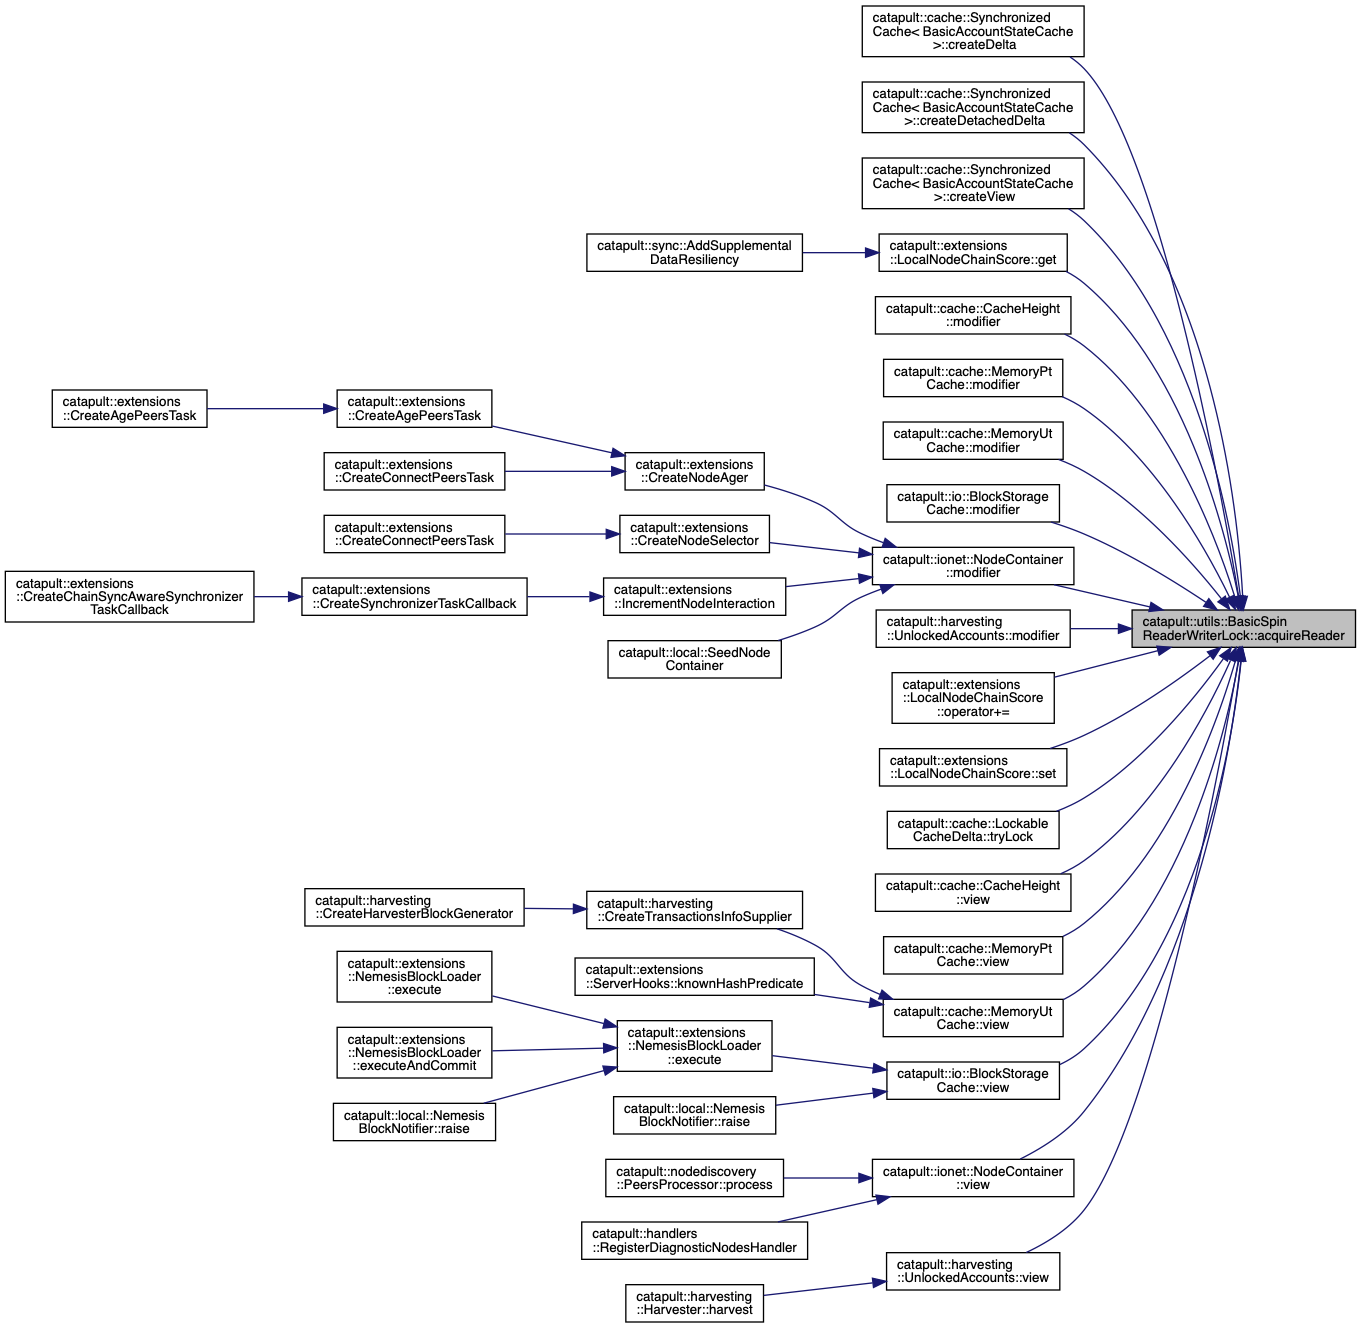 catapult::cache::Synchronized
Cache< BasicAccountStateCache
>::createDelta
catapult::cache::Synchronized
Cache< BasicAccountStateCache
>::createDetachedDelta
catapult::cache::Synchronized
Cache< BasicAccountStateCache
>::createView
catapult::sync::AddSupplemental
DataResiliency
catapult::extensions
::LocalNodeChainScore::get
catapult::cache::CacheHeight
::modifier
catapult::cache::MemoryPt
Cache::modifier
catapult::extensions
::CreateAgePeersTask
catapult::extensions
::CreateAgePeersTask
catapult::cache::MemoryUt
Cache::modifier
catapult::extensions
::CreateConnectPeersTask
catapult::extensions
::CreateNodeAger
catapult::io::BlockStorage
Cache::modifier
catapult::extensions
::CreateConnectPeersTask
catapult::extensions
::CreateNodeSelector
catapult::ionet::NodeContainer
::modifier
catapult::extensions
::CreateChainSyncAwareSynchronizer
TaskCallback
catapult::extensions
::CreateSynchronizerTaskCallback
catapult::extensions
::IncrementNodeInteraction
catapult::harvesting
::UnlockedAccounts::modifier
catapult::utils::BasicSpin
ReaderWriterLock::acquireReader
catapult::local::SeedNode
Container
catapult::extensions
::LocalNodeChainScore
::operator+=
catapult::extensions
::LocalNodeChainScore::set
catapult::cache::Lockable
CacheDelta::tryLock
catapult::cache::CacheHeight
::view
catapult::harvesting
::CreateHarvesterBlockGenerator
catapult::harvesting
::CreateTransactionsInfoSupplier
catapult::cache::MemoryPt
Cache::view
catapult::extensions
::NemesisBlockLoader
::execute
catapult::extensions
::ServerHooks::knownHashPredicate
catapult::cache::MemoryUt
Cache::view
catapult::extensions
::NemesisBlockLoader
::executeAndCommit
catapult::extensions
::NemesisBlockLoader
::execute
catapult::io::BlockStorage
Cache::view
catapult::local::Nemesis
BlockNotifier::raise
catapult::local::Nemesis
BlockNotifier::raise
catapult::nodediscovery
::PeersProcessor::process
catapult::ionet::NodeContainer
::view
catapult::handlers
::RegisterDiagnosticNodesHandler
catapult::harvesting
::UnlockedAccounts::view
catapult::harvesting
::Harvester::harvest